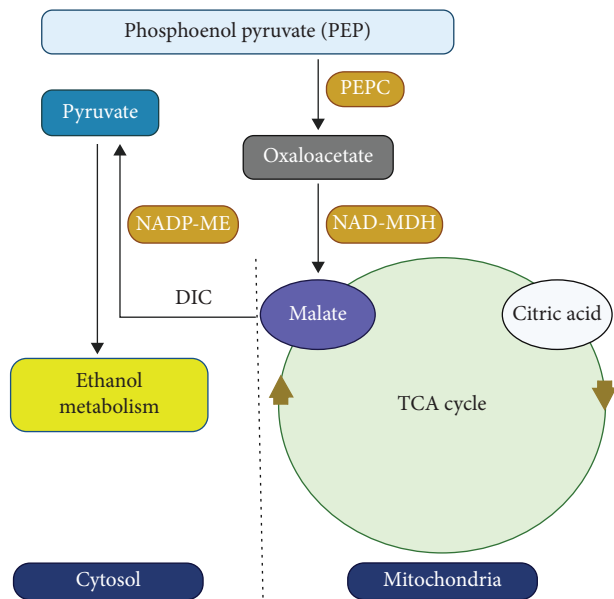 Phosphoenol pyruvate (PEP)
PEPC
Pyruvate
Oxaloacetate
NADP-ME
NAD-MDH
DIC
Malate
Citric acid
Ethanol
metabolism
TCA cycle
Cytosol
Mitochondria